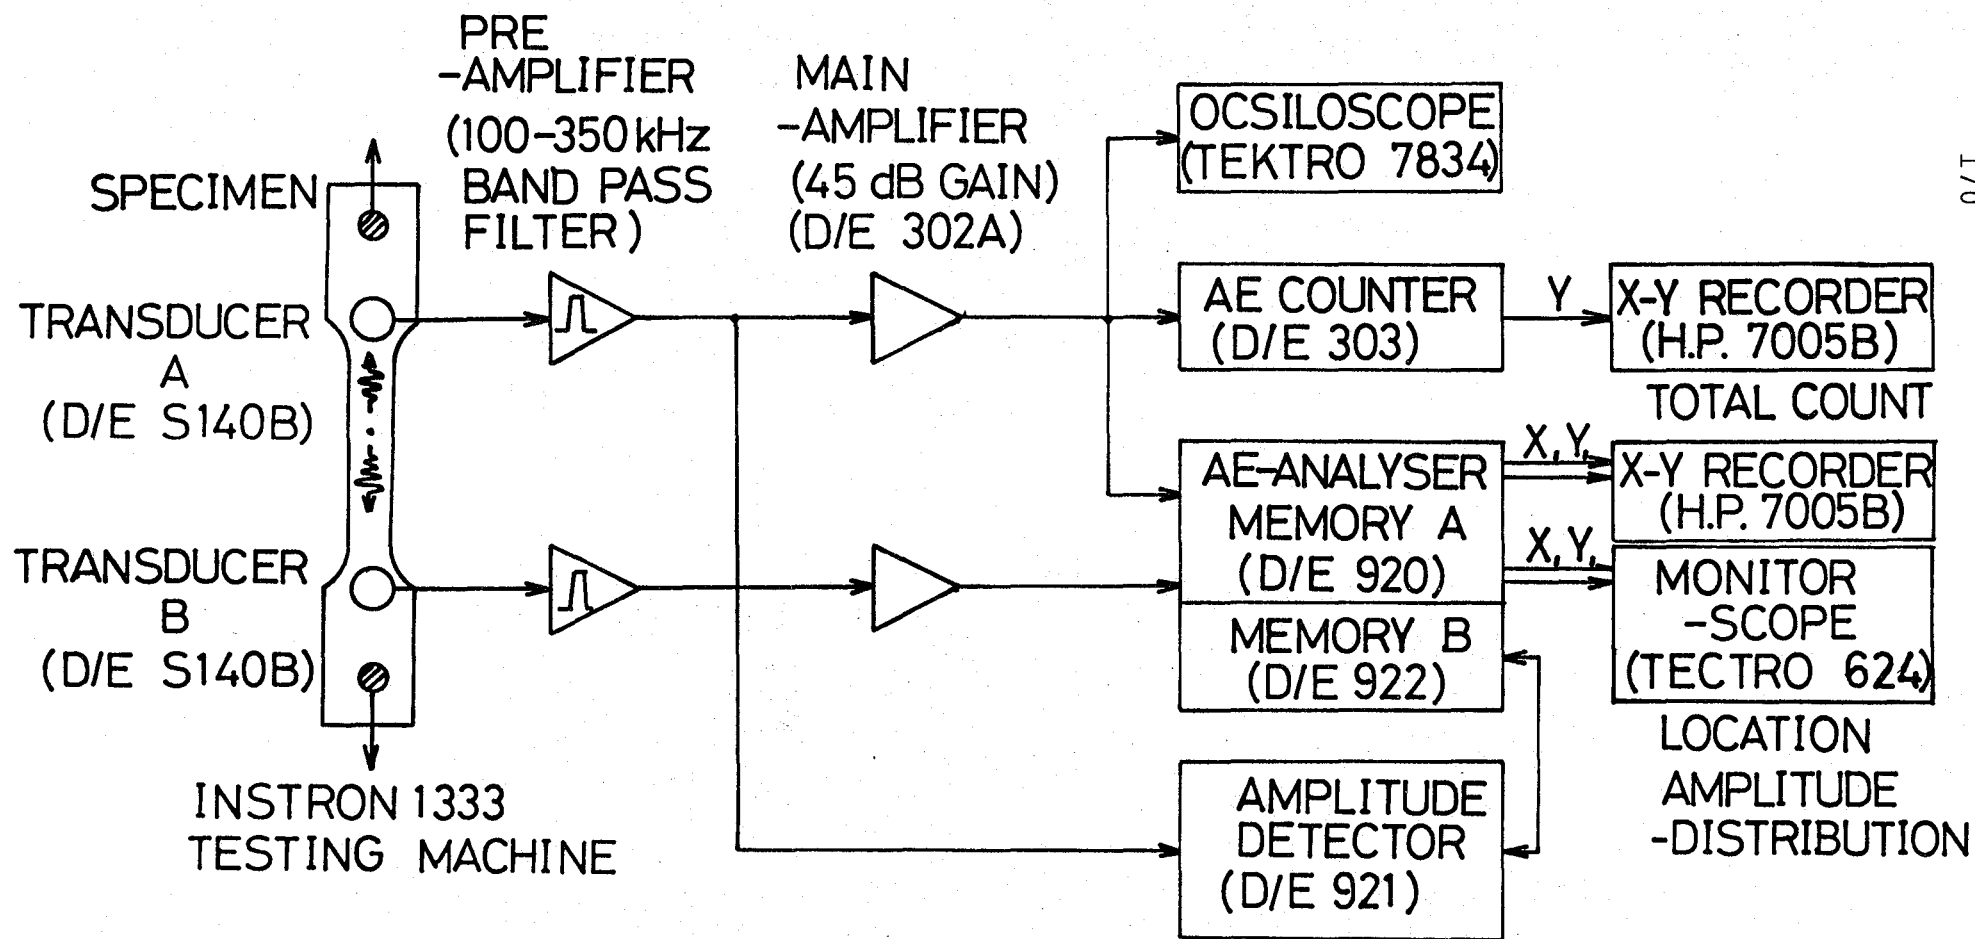 PRE
-AMPLIFIER
(100-350kHz
BAND PASS
FILTER)
MAIN
-AMPLIFIER
(45 dB GAIN)
(D/E 302A)
OCSILOSCOPE
(TEKTRO 7834)
SPECIMEN
TRANSDUCER
A
(D/E S140B)
AE COUNTER
(D/E 303)
Y
X-Y RECORDER
(H.P. 7005B)
TOTAL COUNT
AE-ANALYSER
MEMORY A
(D/E 920)
X,Y,
X-Y RECORDER
(H.P. 7005B)
TRANSDUCER
B
(D/E S140B)
MEMORY B
(D/E 922)
X,Y,
MONITOR
-SCOPE
(TECTRO 624)
LOCATION
AMPLITUDE
-DISTRIBUTION
INSTRON 1333
TESTING MACHINE
AMPLITUDE
DETECTOR
(D/E 921)